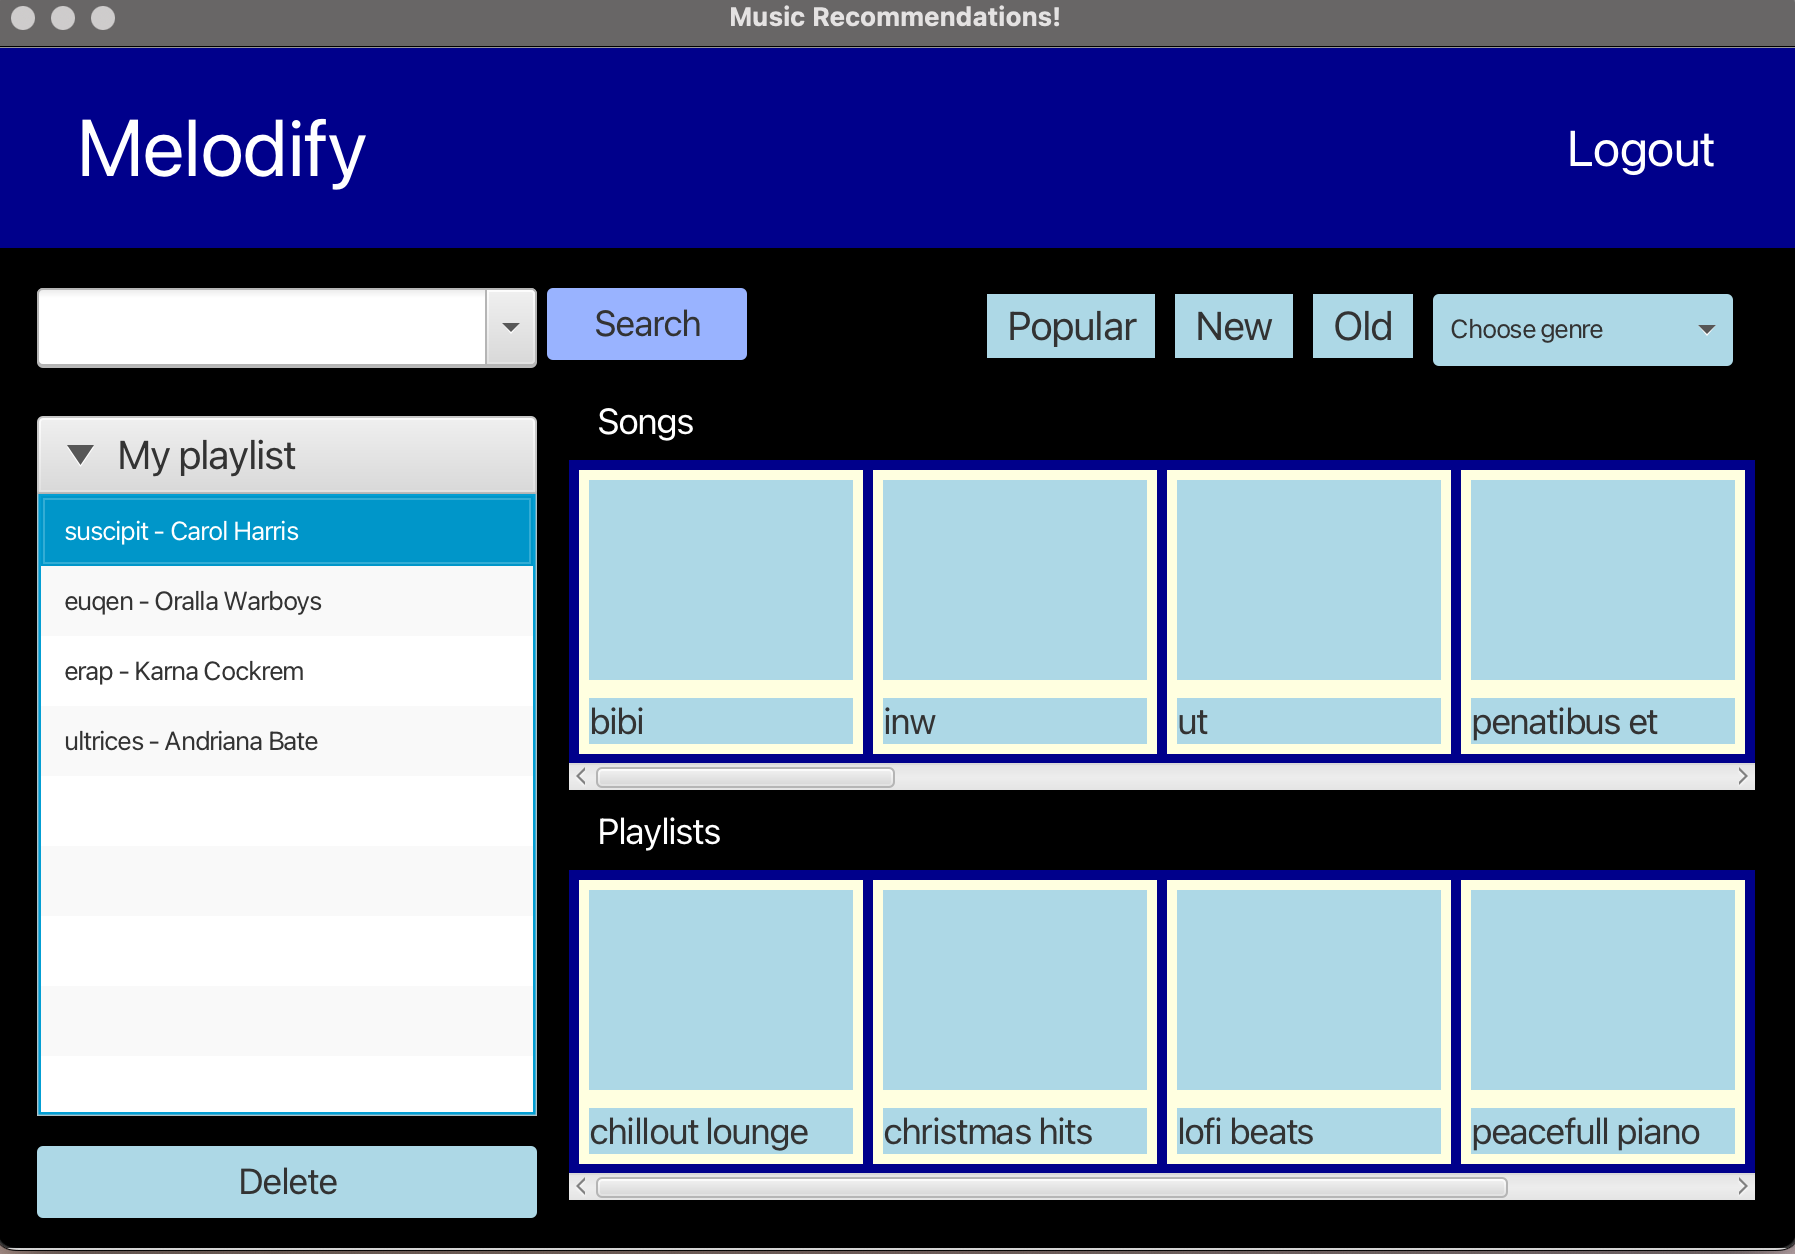 Music Recommendations!
Melodify
Logout
Search
Popular
New
Old
Choose genre
My playlist
suscipit - Carol Harris
euqen - Oralla Warboys
erap - Karna Cockrem
ultrices - Andriana Bate
Delete
Songs
bibi
inw
ut
penatibus et
Playlists
chillout lounge
christmas hits
lofi beats
peacefull piano